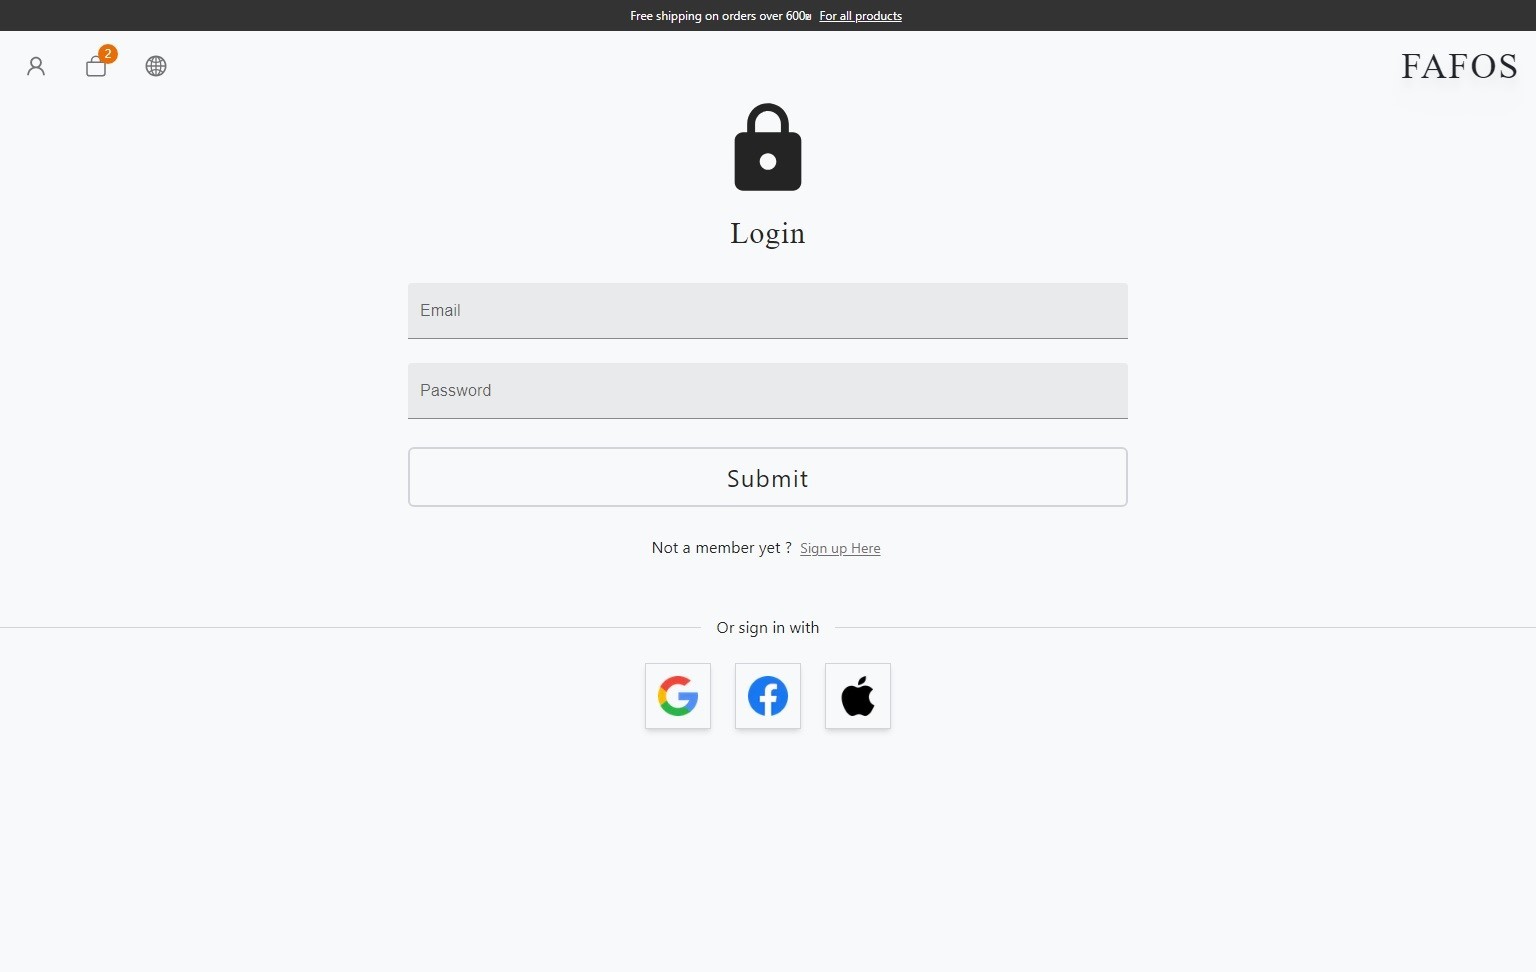 Free shipping on orders over 600₪ For all products
2
FAFOS
Login
Email
Password
Submit
Not a member yet ? Sign up Here
Or sign in with